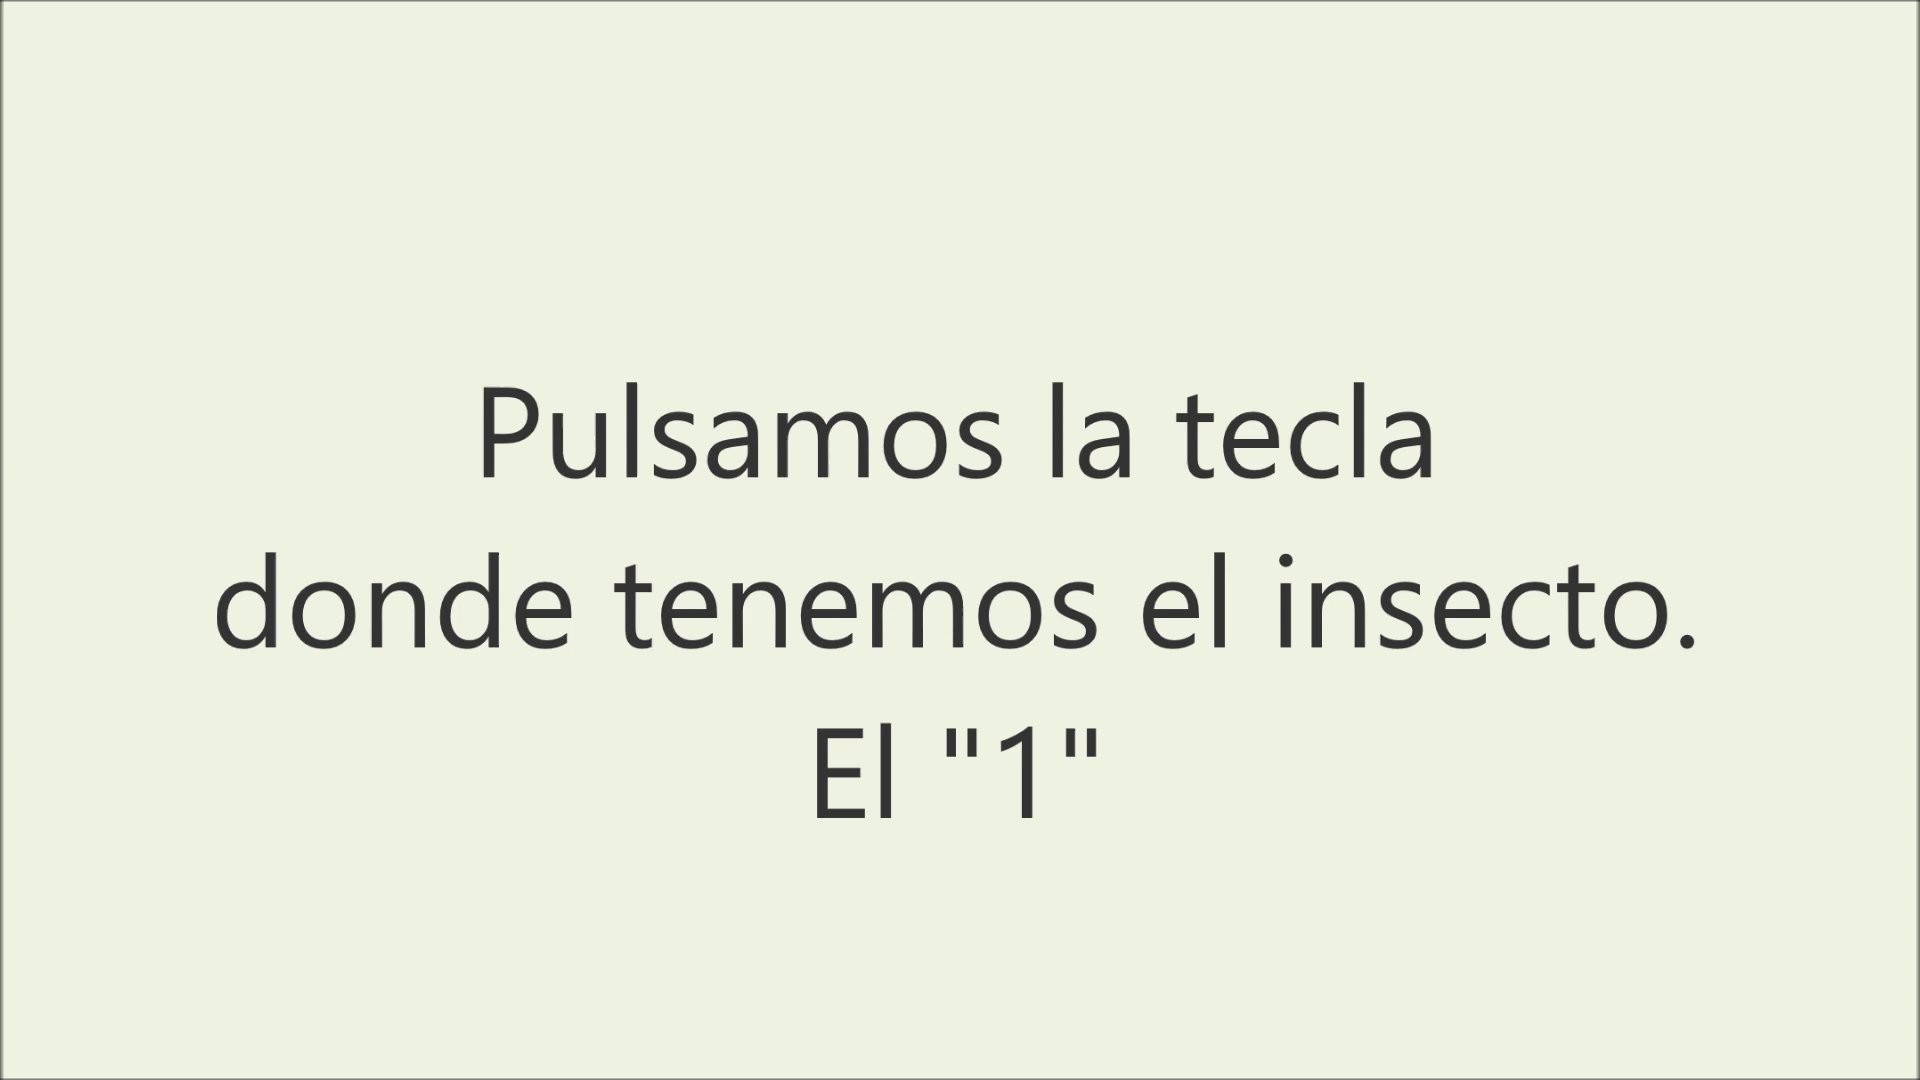 Pulsamos la tecla
donde tenemos el insecto.
El "1"